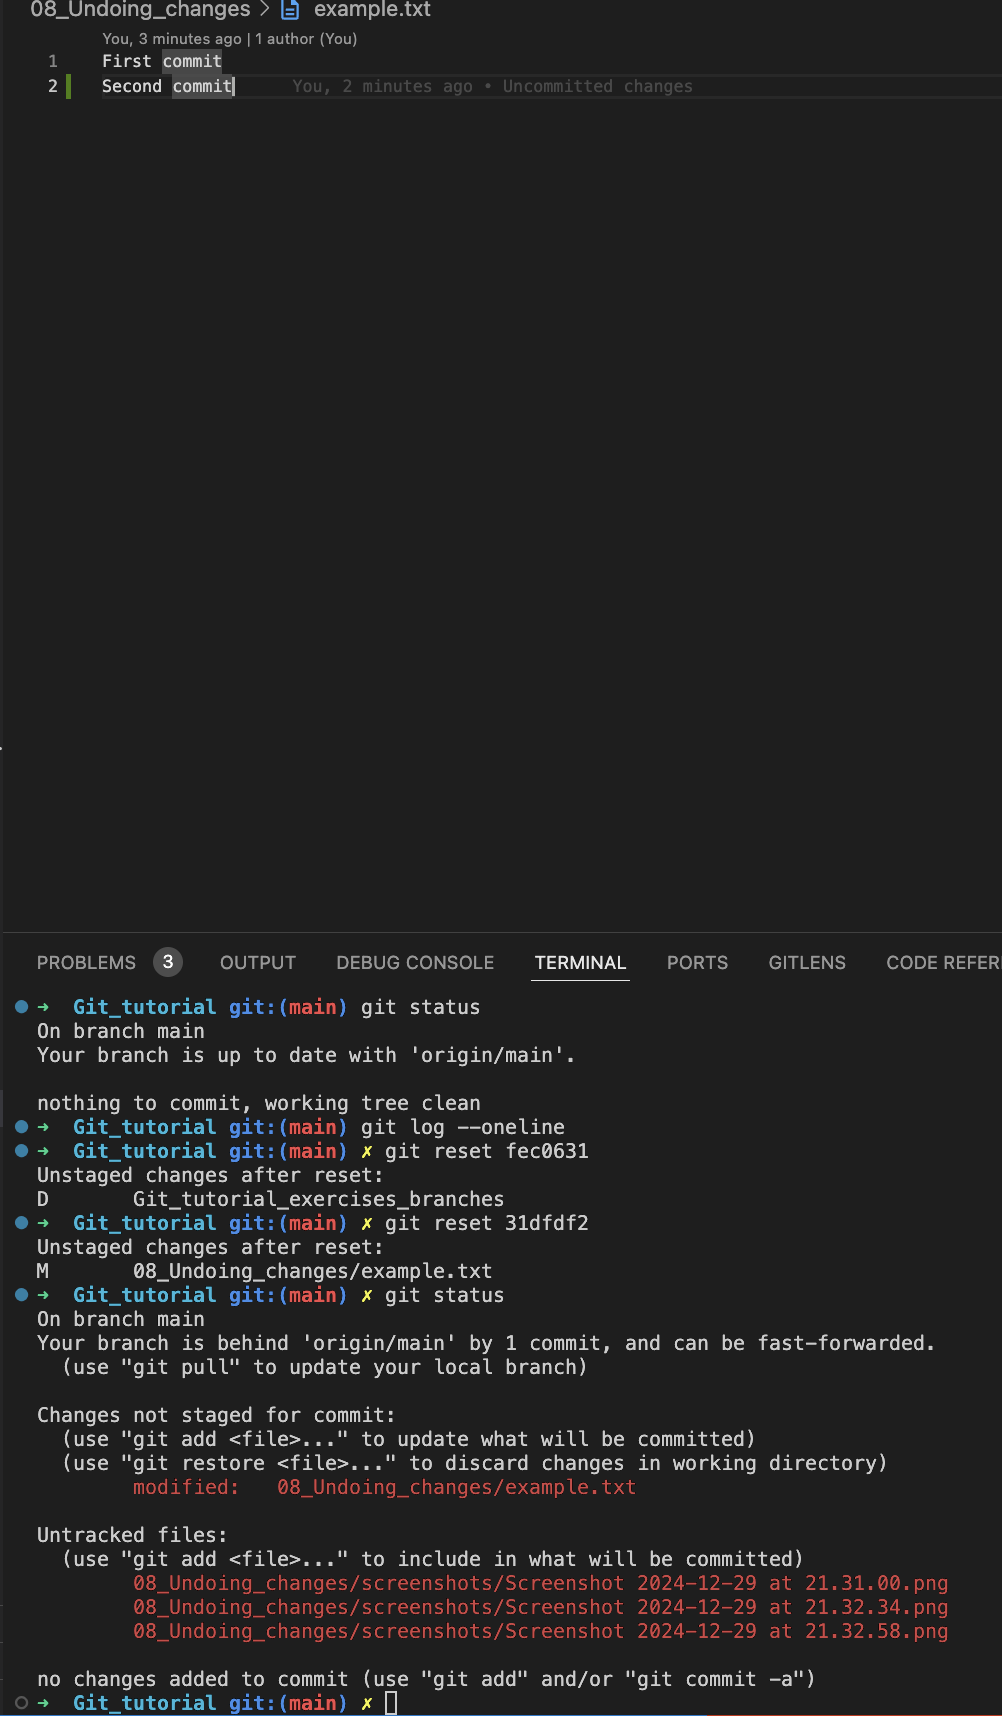 08_Undoing_changes > example.txt
You, 3 minutes ago | 1 author (You)
1 First commit
2 Second commit You, 2 minutes ago • Uncommitted changes
PROBLEMS 3 OUTPUT DEBUG CONSOLE TERMINAL PORTS GITLENS CODE REFER
➜ Git_tutorial git:(main) git status
On branch main
Your branch is up to date with 'origin/main'.
nothing to commit, working tree clean
➜ Git_tutorial git:(main) git log --oneline
➜ Git_tutorial git:(main) ✗ git reset fec0631
Unstaged changes after reset:
D Git_tutorial_exercises_branches
➜ Git_tutorial git:(main) ✗ git reset 31dfdf2
Unstaged changes after reset:
M 08_Undoing_changes/example.txt
➜ Git_tutorial git:(main) ✗ git status
On branch main
Your branch is behind 'origin/main' by 1 commit, and can be fast-forwarded.
(use "git pull" to update your local branch)
Changes not staged for commit:
(use "git add <file>..." to update what will be committed)
(use "git restore <file>..." to discard changes in working directory)
modified: 08_Undoing_changes/example.txt
Untracked files:
(use "git add <file>..." to include in what will be committed)
08_Undoing_changes/screenshots/Screenshot 2024-12-29 at 21.31.00.png
08_Undoing_changes/screenshots/Screenshot 2024-12-29 at 21.32.34.png
08_Undoing_changes/screenshots/Screenshot 2024-12-29 at 21.32.58.png
no changes added to commit (use "git add" and/or "git commit -a")
➜ Git_tutorial git:(main) ✗